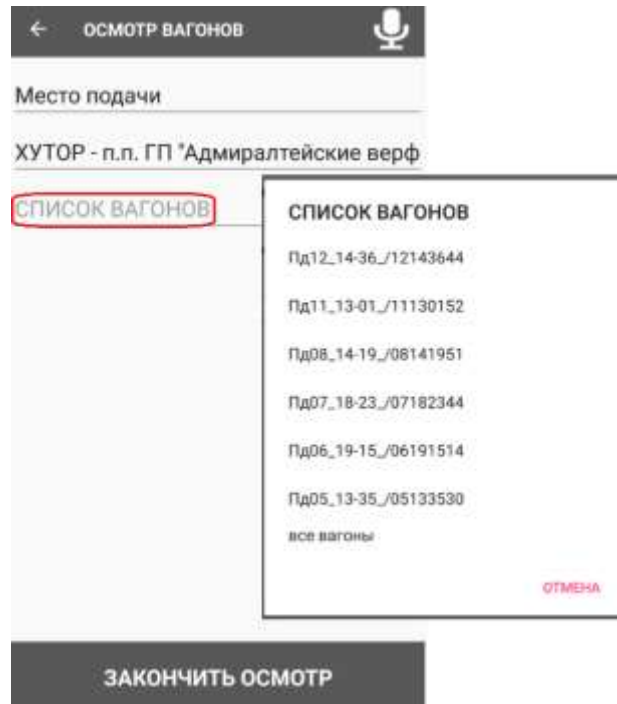 ОСМОТР ВАГОНОВ
Место подачи
ХУТОР - п.п. ГП "Адмиралтейские верф
СПИСОК ВАГОНОВ
СПИСОК ВАГОНОВ
Пд12_14-36_/12143644
Пд11_13-01_/11130152
Пд08_14-19_/08141951
Пд07_18-23_/07182344
Пд06_19-15_/06191514
Пд05_13-35_/05133530
все вагоны
ОТМЕНА
ЗАКОНЧИТЬ ОСМОТР